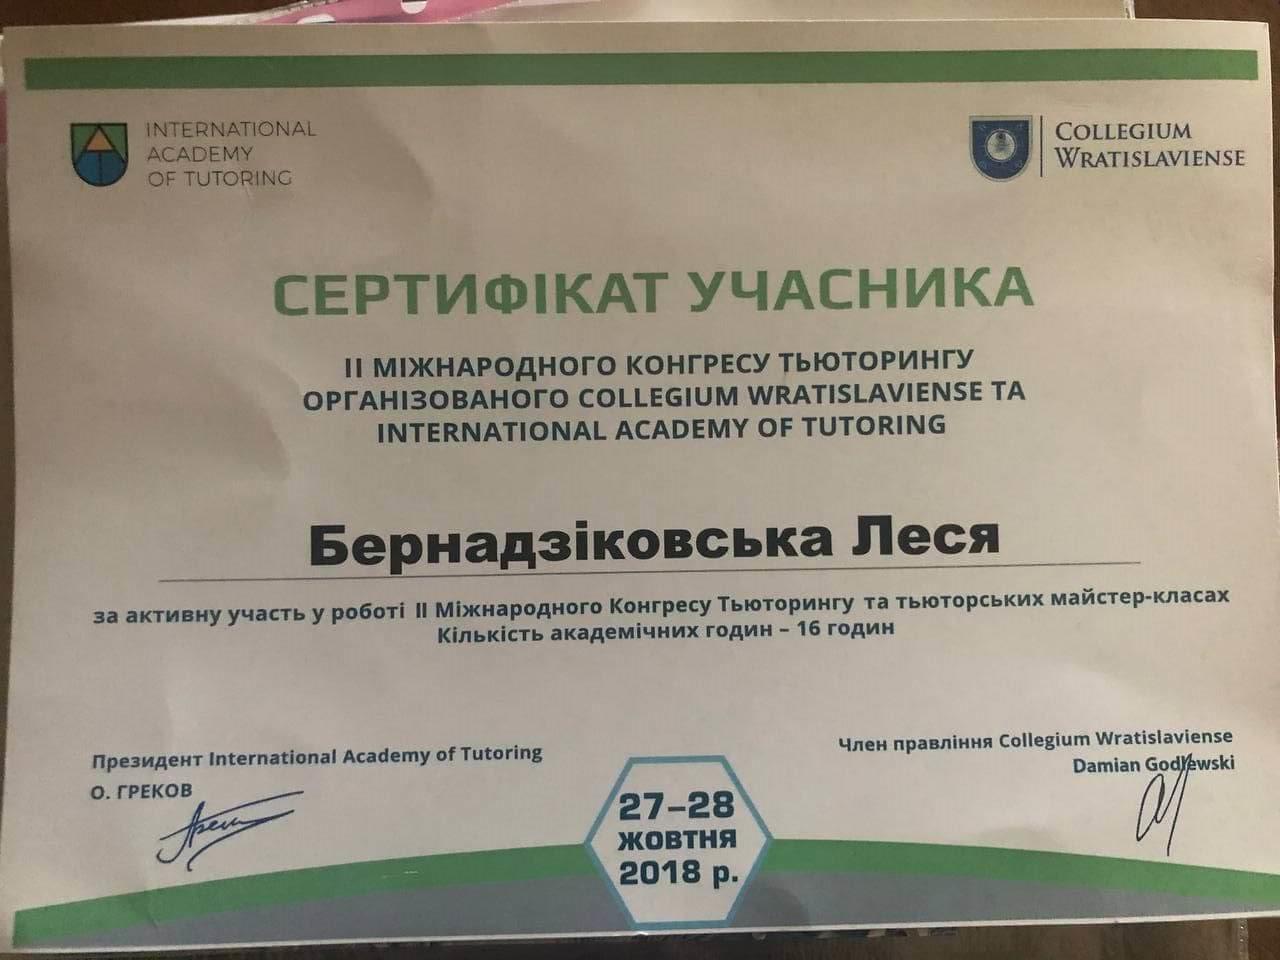 INTERNATIONAL
ACADEMY
OF TUTORING
COLLEGIUM
WRATISLAVIENSE
СЕРТИФІКАТ УЧАСНИКА
II МІЖНАРОДНОГО КОНГРЕСУ ТЬЮТОРИНГУ
ОРГАНІЗОВАНОГО COLLEGIUM WRATISLAVIENSE ТА
INTERNATIONAL ACADEMY OF TUTORING
Бернадзіковська Леся
за активну участь у роботі II Міжнародного Конгресу Тьюторингу та тьюторських майстер-класах
Кількість академічних годин – 16 годин
Президент International Academy of Tutoring
О. ГРЕКОВ
Член правління Collegium Wratislaviense
Damian Godlewski
27–28
ЖОВТНЯ
2018 р.